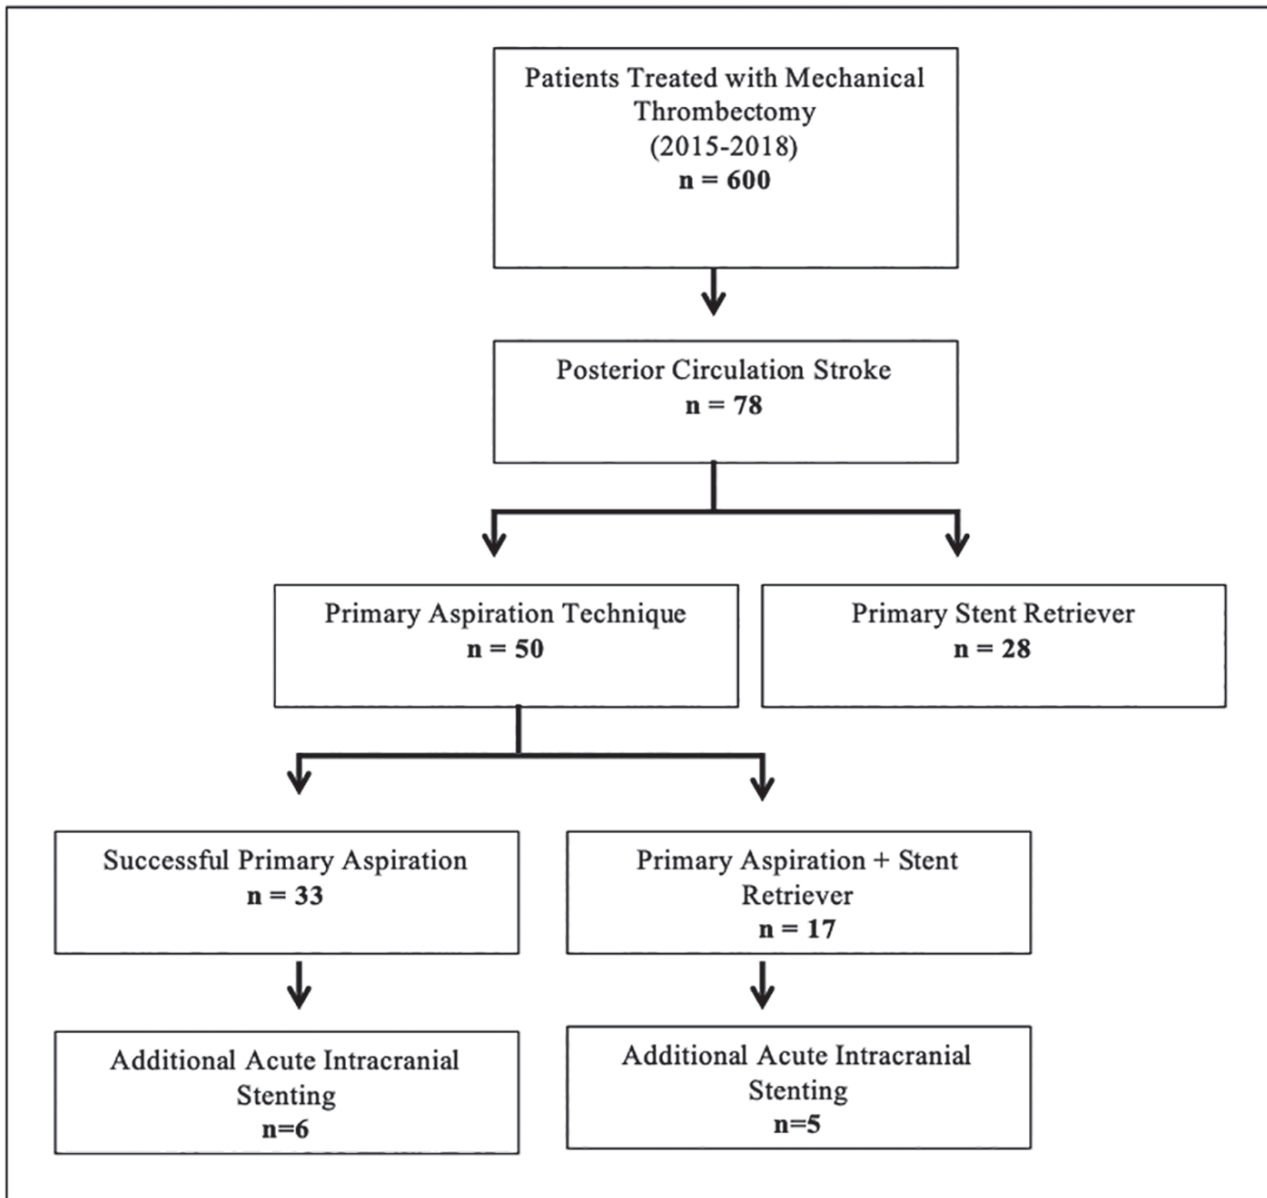 Patients Treated with Mechanical
Thrombectomy
(2015-2018)
n = 600
Posterior Circulation Stroke
n = 78
Primary Aspiration Technique
n = 50
Primary Stent Retriever
n = 28
Successful Primary Aspiration
n = 33
Primary Aspiration + Stent
Retriever
n = 17
Additional Acute Intracranial
Stenting
n=6
Additional Acute Intracranial
Stenting
n=5